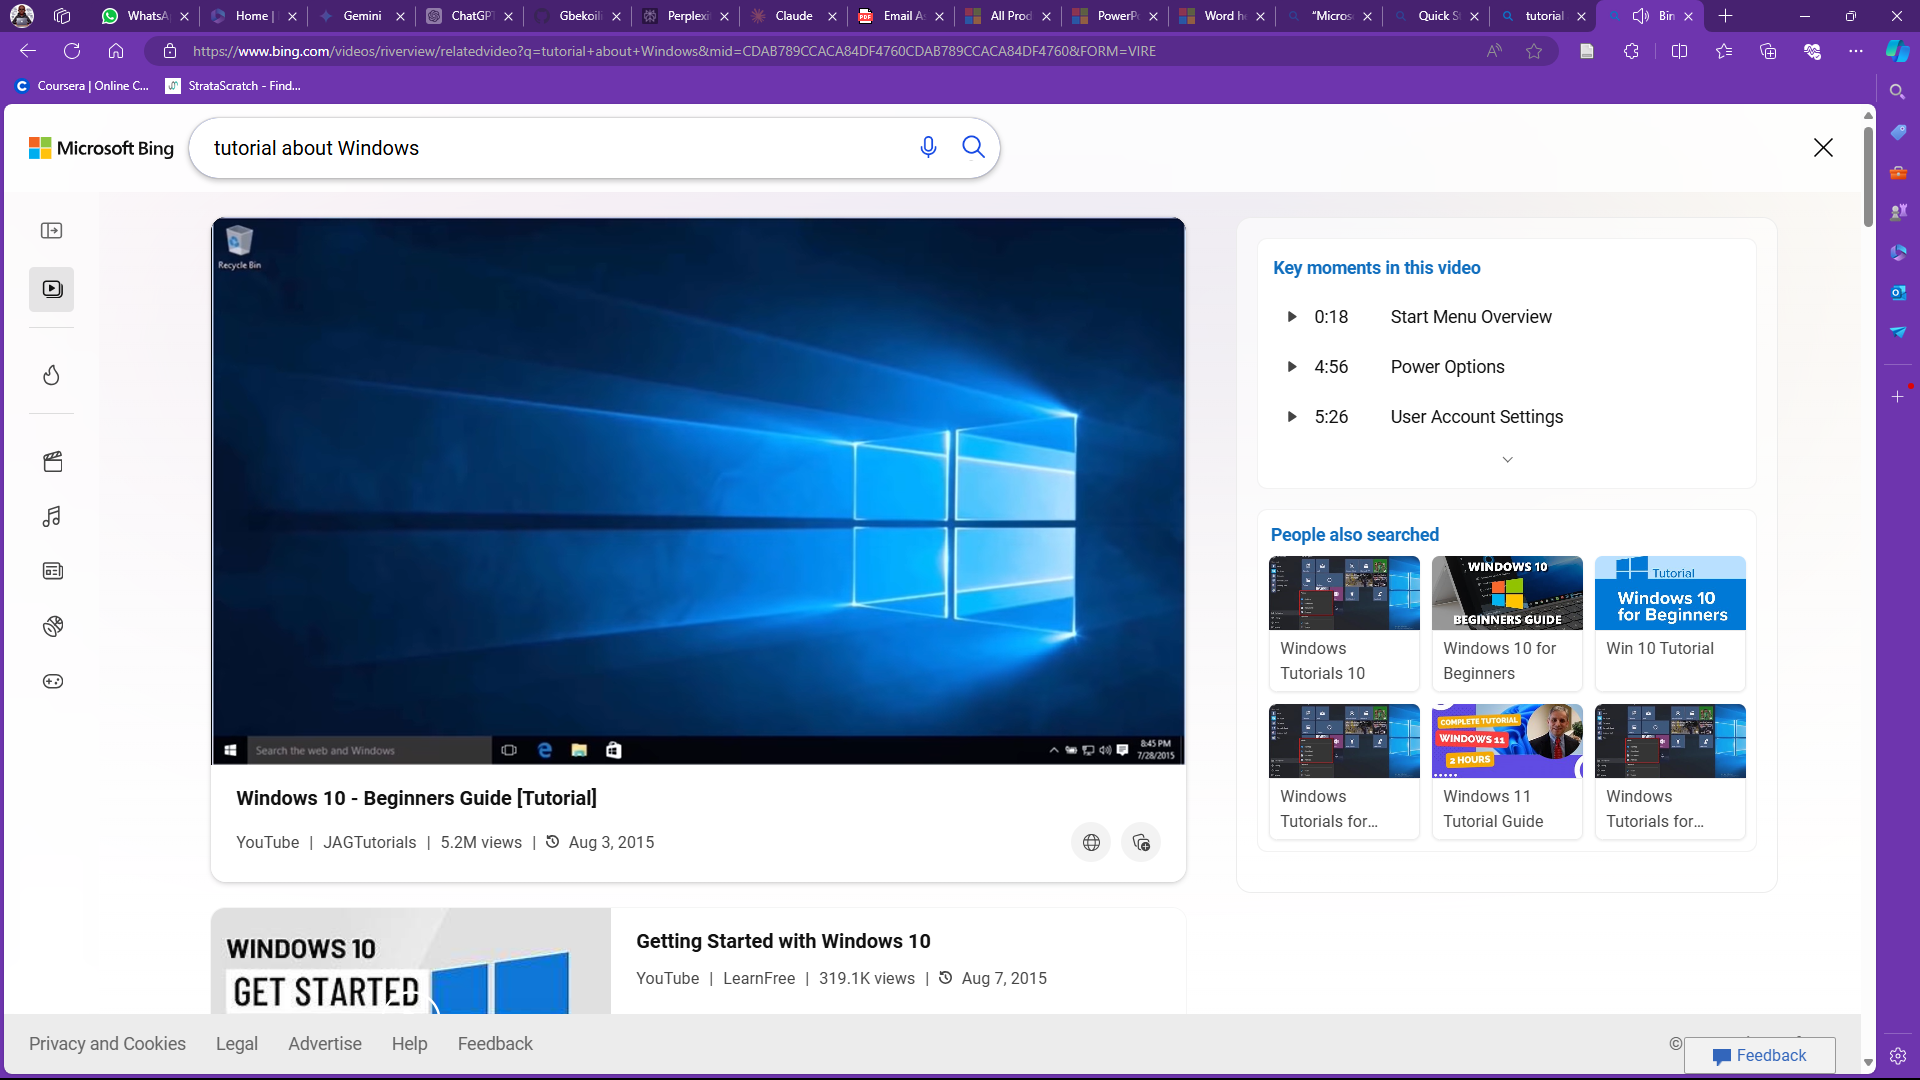 WhatsA
Home |
Gemini
ChatGPT
Gbekoil
Perplexi
Claude
Email A
All Prod
PowerP
Word h
"Micros
Quick S
tutorial
Bin
https://www.bing.com/videos/riverview/relatedvideo?q=tutorial+about+Windows&mid=CDAB789CCACA84DF4760CDAB789CCACA84DF4760&FORM=VIRE
Coursera | Online C...
StrataScratch - Find...
Microsoft Bing
tutorial about Windows
Recycle Bin
Search the web and Windows
8:45 PM
7/28/2015
Windows 10 - Beginners Guide [Tutorial]
YouTube | JAGTutorials | 5.2M views | Aug 3, 2015
WINDOWS 10
GET STARTED
Getting Started with Windows 10
YouTube | LearnFree | 319.1K views | Aug 7, 2015
Key moments in this video
0:18 Start Menu Overview
4:56 Power Options
5:26 User Account Settings
People also searched
Windows
Tutorials 10
WINDOWS 10
BEGINNERS GUIDE
Windows 10 for
Beginners
Tutorial
Windows 10
for Beginners
Win 10 Tutorial
Windows
Tutorials for...
COMPLETE TUTORIAL
WINDOWS 11
2 HOURS
Windows 11
Tutorial Guide
Windows
Tutorials for...
Privacy and Cookies
Legal
Advertise
Help
Feedback
©
Feedback